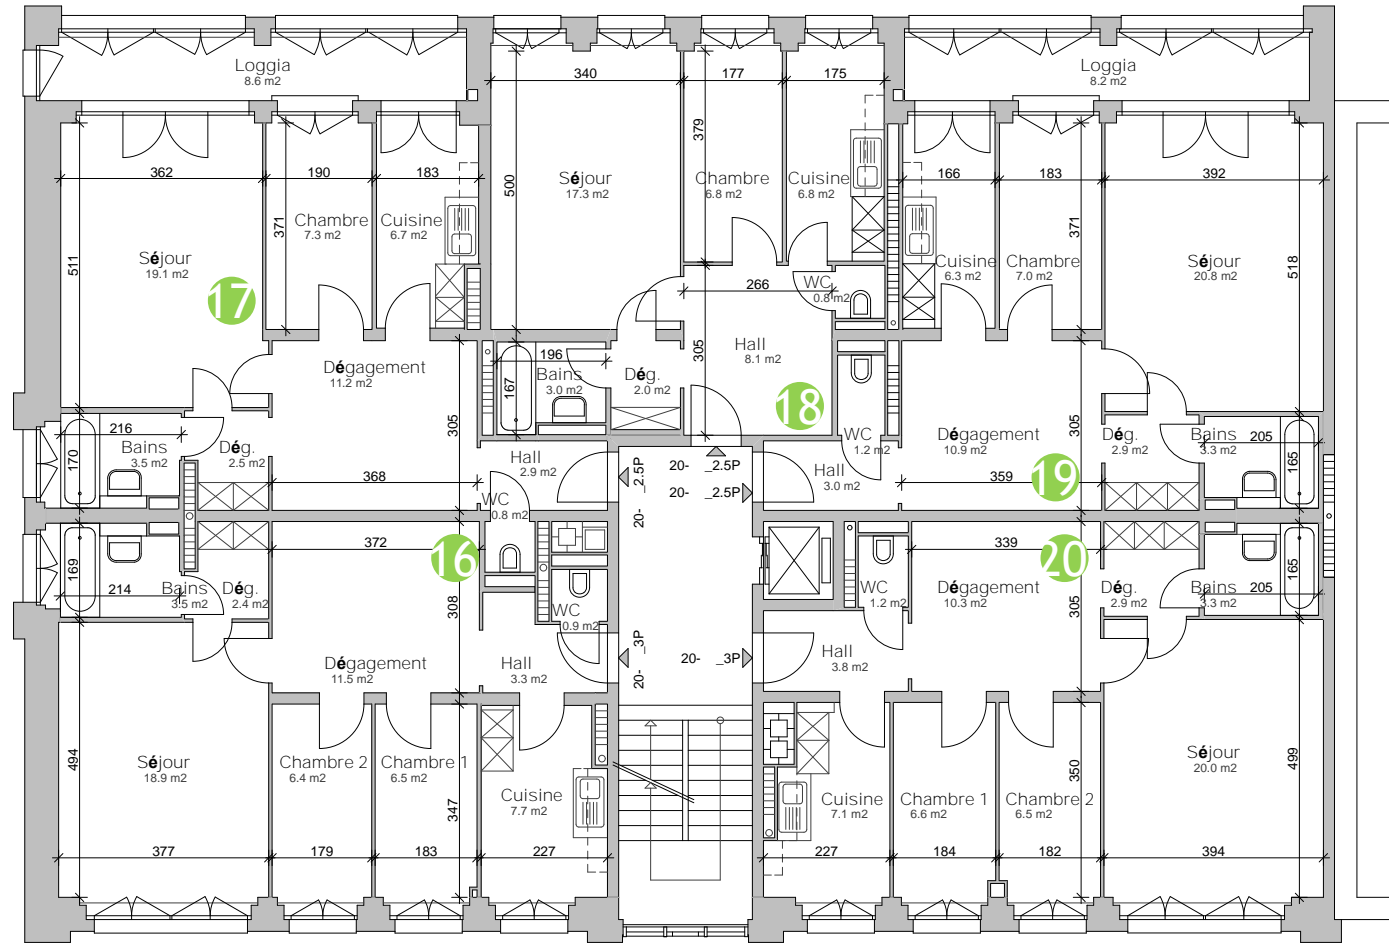 Loggia
8.6 m2
340
177
175
Loggia
8.2 m2
362
190
183
500
379
Séjour
17.3 m2
Chambre
6.8 m2
Cuisine
6.8 m2
166
183
392
371
Chambre
7.3 m2
Cuisine
6.7 m2
371
511
Séjour
19.1 m2
17
Cuisine
6.3 m2
Chambre
7.0 m2
Séjour
20.8 m2
518
266
WC
0.8 m2
305
Hall
8.1 m2
18
Dégagement
11.2 m2
196
Bains
3.0 m2
167
Dég.
2.0 m2
305
216
170
Bains
3.5 m2
Dég.
2.5 m2
368
Hall
2.9 m2
WC
0.8 m2
20- _2.5P
20- _2.5P
20- _2.5P
WC
1.2 m2
Hall
3.0 m2
Dégagement
10.9 m2
305
359
19
Dég.
2.9 m2
Bains
3.3 m2
205
165
372
16
169
214
Bains
3.5 m2
Dég.
2.4 m2
308
WC
0.9 m2
Dégagement
11.5 m2
Hall
3.3 m2
20- _3P
20- _3P
339
20
WC
1.2 m2
Dégagement
10.3 m2
305
Dég.
2.9 m2
Bains
3.3 m2
205
165
Hall
3.8 m2
494
Séjour
18.9 m2
Chambre 2
6.4 m2
Chambre 1
6.5 m2
347
Cuisine
7.7 m2
Cuisine
7.1 m2
Chambre 1
6.6 m2
Chambre 2
6.5 m2
350
Séjour
20.0 m2
499
377
179
183
227
227
184
182
394